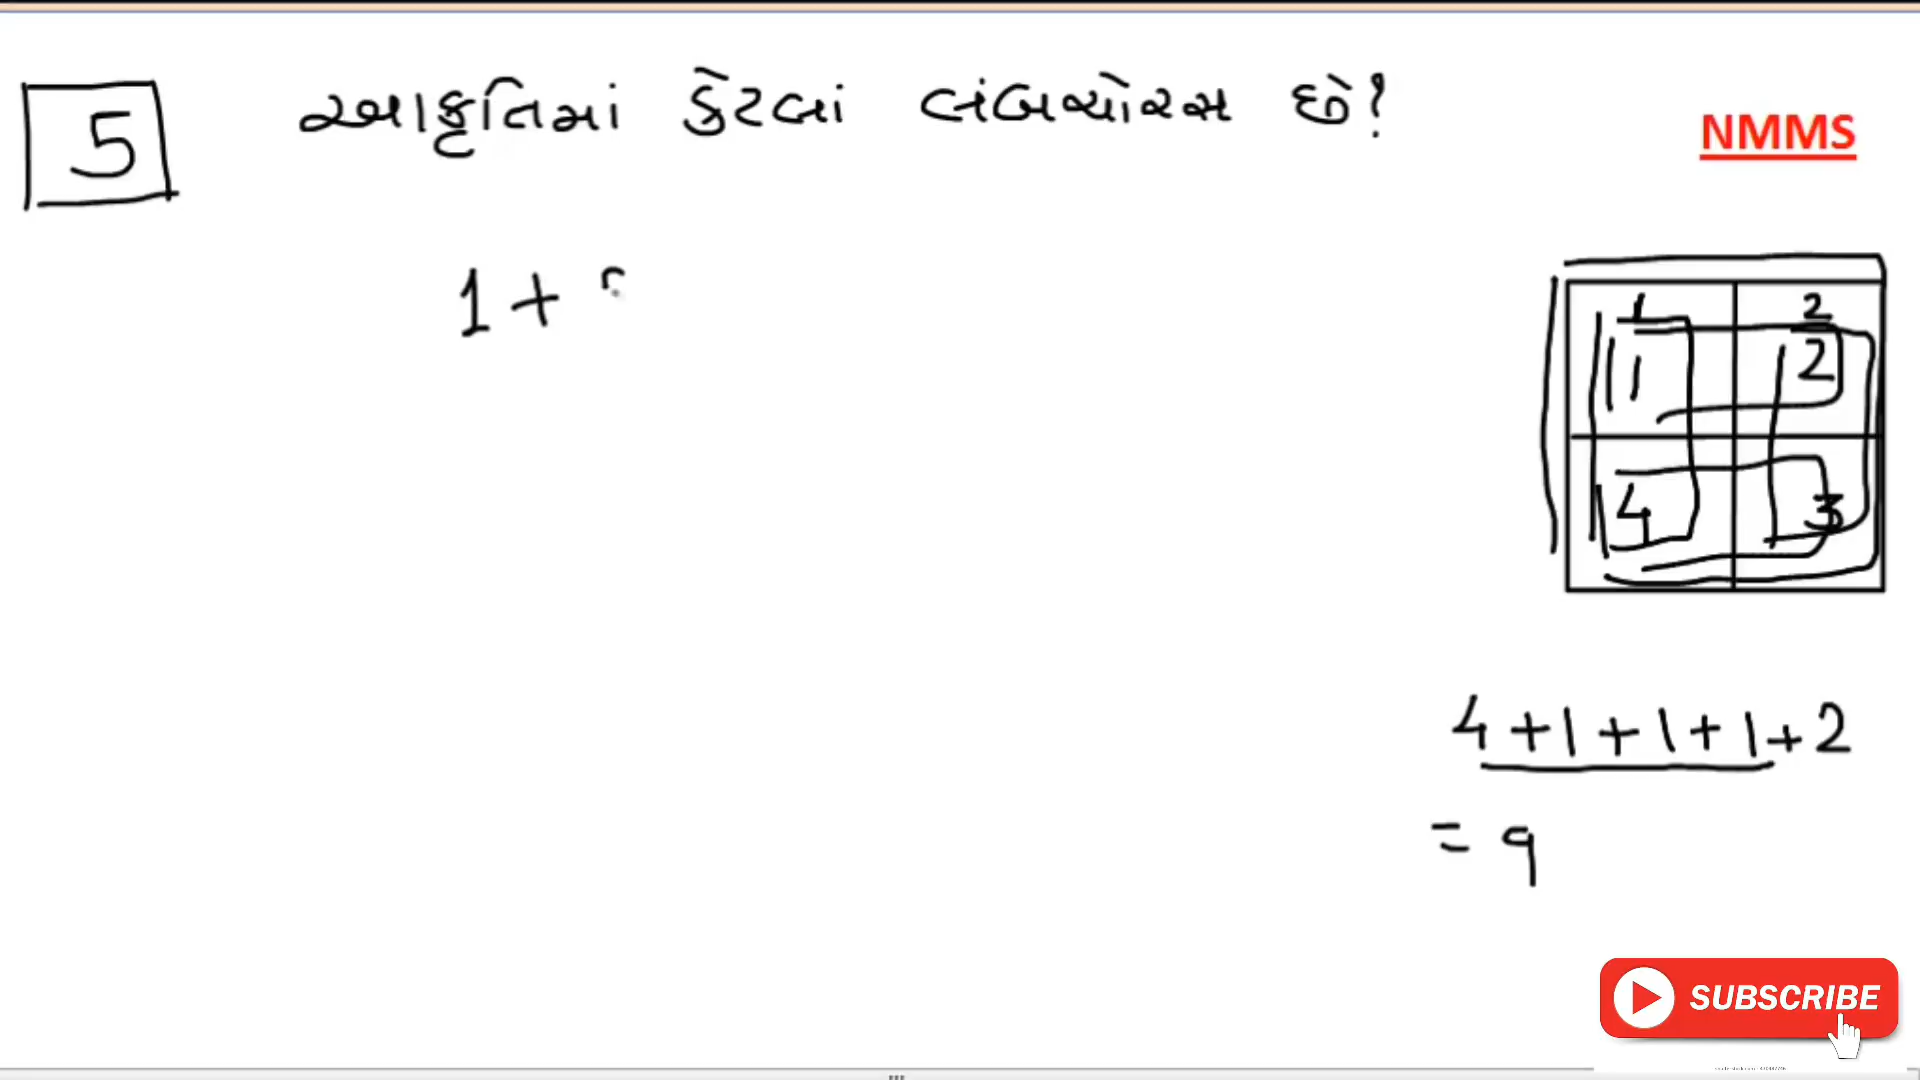 5 આકૃતિમાં કેટલાં લંબચોરસ છે?
NMMS
1 +
1 2
1 2
4 3
4 + 1 + 1 + 1 + 2
= 9
SUBSCRIBE